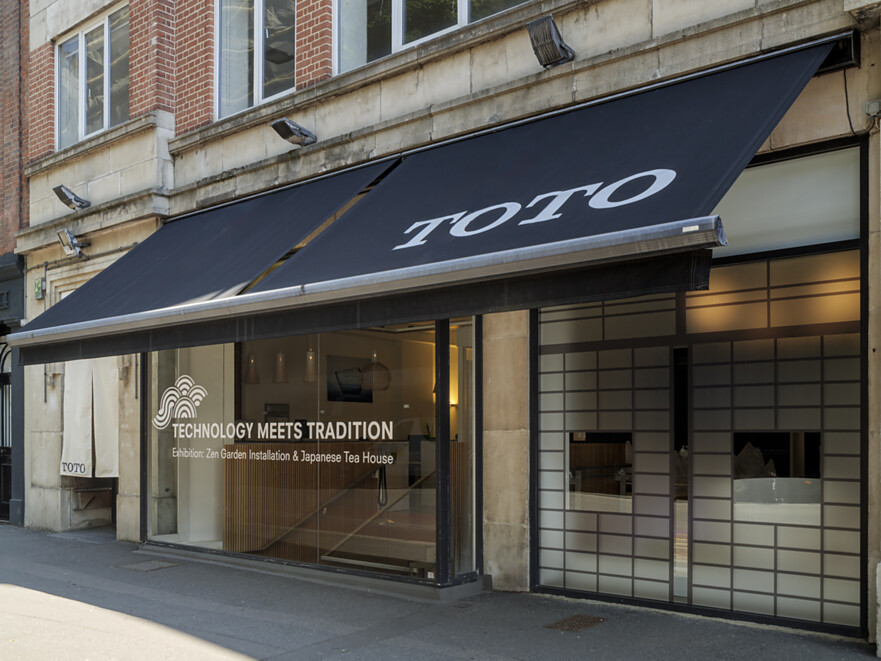 TOTO
TECHNOLOGY MEETS TRADITION
Exhibition: Zen Garden Installation & Japanese Tea House
TOTO